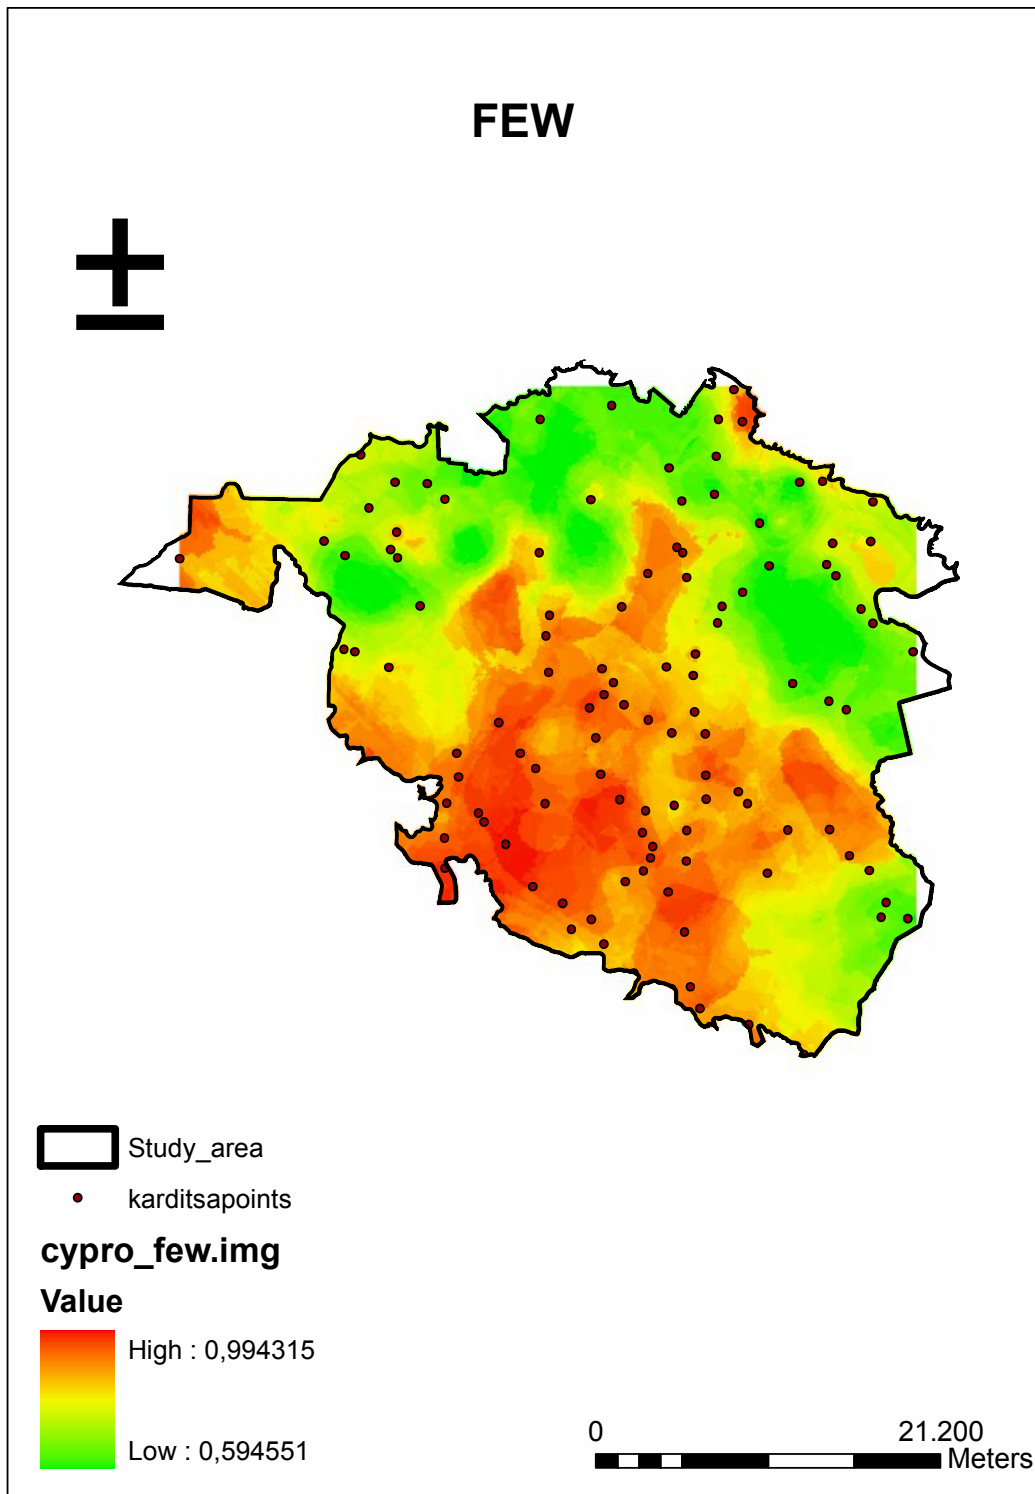 FEW
Study_area
karditsapoints
cypro_few.img
Value
High : 0,994315
Low : 0,594551
0 21.200
Meters